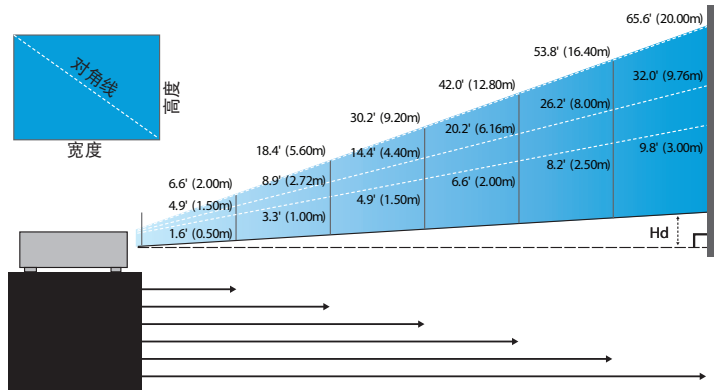 65.6' (20.00m)
53.8' (16.40m)
42.0' (12.80m)
30.2' (9.20m)
18.4' (5.60m)
6.6' (2.00m)
32.0' (9.76m)
26.2' (8.00m)
20.2' (6.16m)
14.4' (4.40m)
8.9' (2.72m)
4.9' (1.50m)
9.8' (3.00m)
8.2' (2.50m)
6.6' (2.00m)
4.9' (1.50m)
3.3' (1.00m)
1.6' (0.50m)
对角线
高度
宽度
Hd